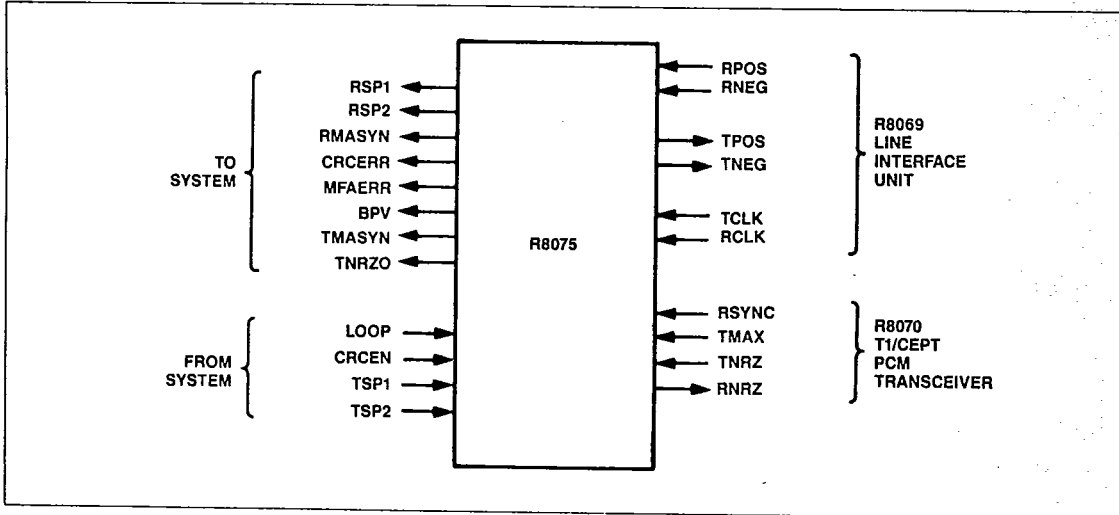 RSP1
RSP2
RMASYN
CRCERR
MFAERR
BPV
TMASYN
TNRZO
TO
SYSTEM
LOOP
CRCEN
TSP1
TSP2
FROM
SYSTEM
R8075
RPOS
RNEG
TPOS
TNEG
TCLK
RCLK
R8069
LINE
INTERFACE
UNIT
RSYNC
TMAX
TNRZ
RNRZ
R8070
T1/CEPT
PCM
TRANSCEIVER